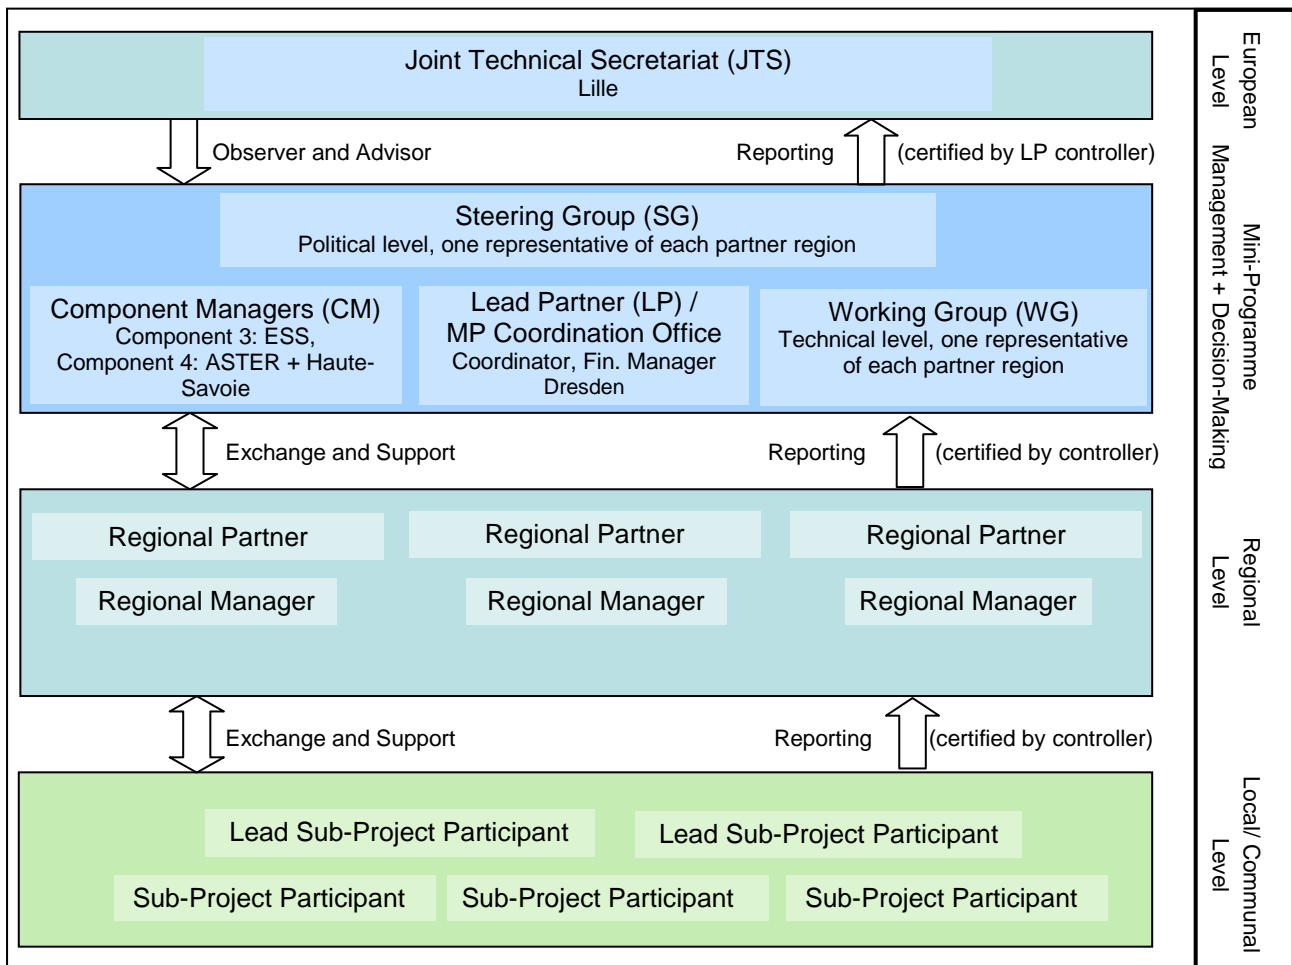 Joint Technical Secretariat (JTS)
Lille
Observer and Advisor
Reporting
(certified by LP controller)
Steering Group (SG)
Political level, one representative of each partner region
Component Managers (CM)
Component 3: ESS,
Component 4: ASTER + Haute-
Savoie
Lead Partner (LP) /
MP Coordination Office
Coordinator, Fin. Manager
Dresden
Working Group (WG)
Technical level, one representative
of each partner region
Exchange and Support
Reporting
(certified by controller)
Regional Partner
Regional Partner
Regional Partner
Regional Manager
Regional Manager
Regional Manager
Exchange and Support
Reporting
(certified by controller)
Lead Sub-Project Participant
Lead Sub-Project Participant
Sub-Project Participant
Sub-Project Participant
Sub-Project Participant
European
Level
Mini-Programme
Management + Decision-Making
Regional
Level
Local/ Communal
Level